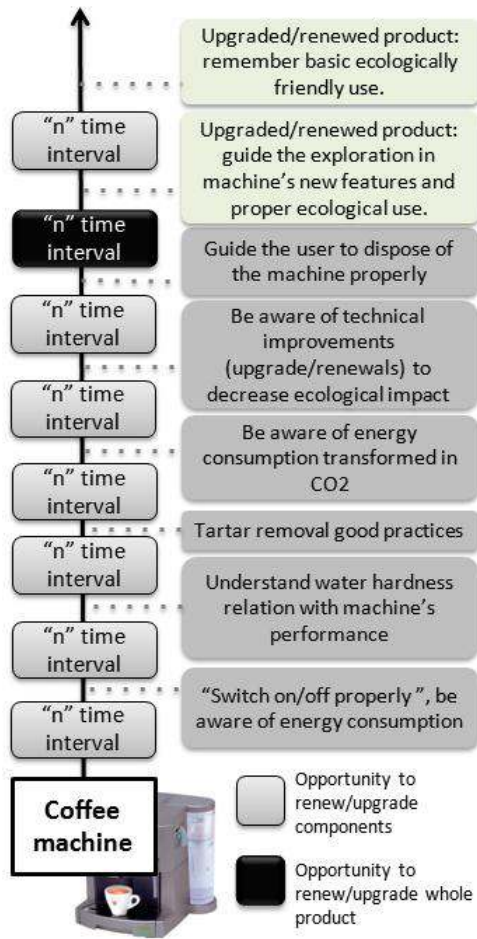 Upgraded/renewed product:
remember basic ecologically
friendly use.
“n” time
interval
Upgraded/renewed product:
guide the exploration in
machine’s new features and
proper ecological use.
“n” time
interval
Guide the user to dispose of
the machine properly
“n” time
interval
Be aware of technical
improvements
(upgrade/renewals) to
decrease ecological impact
“n” time
interval
Be aware of energy
consumption transformed in
CO2
“n” time
interval
Tartar removal good practices
“n” time
interval
Understand water hardness
relation with machine’s
performance
“n” time
interval
“Switch on/off properly ”, be
aware of energy consumption
“n” time
interval
Coffee
machine
Opportunity to
renew/upgrade
components
Opportunity to
renew/upgrade whole
product